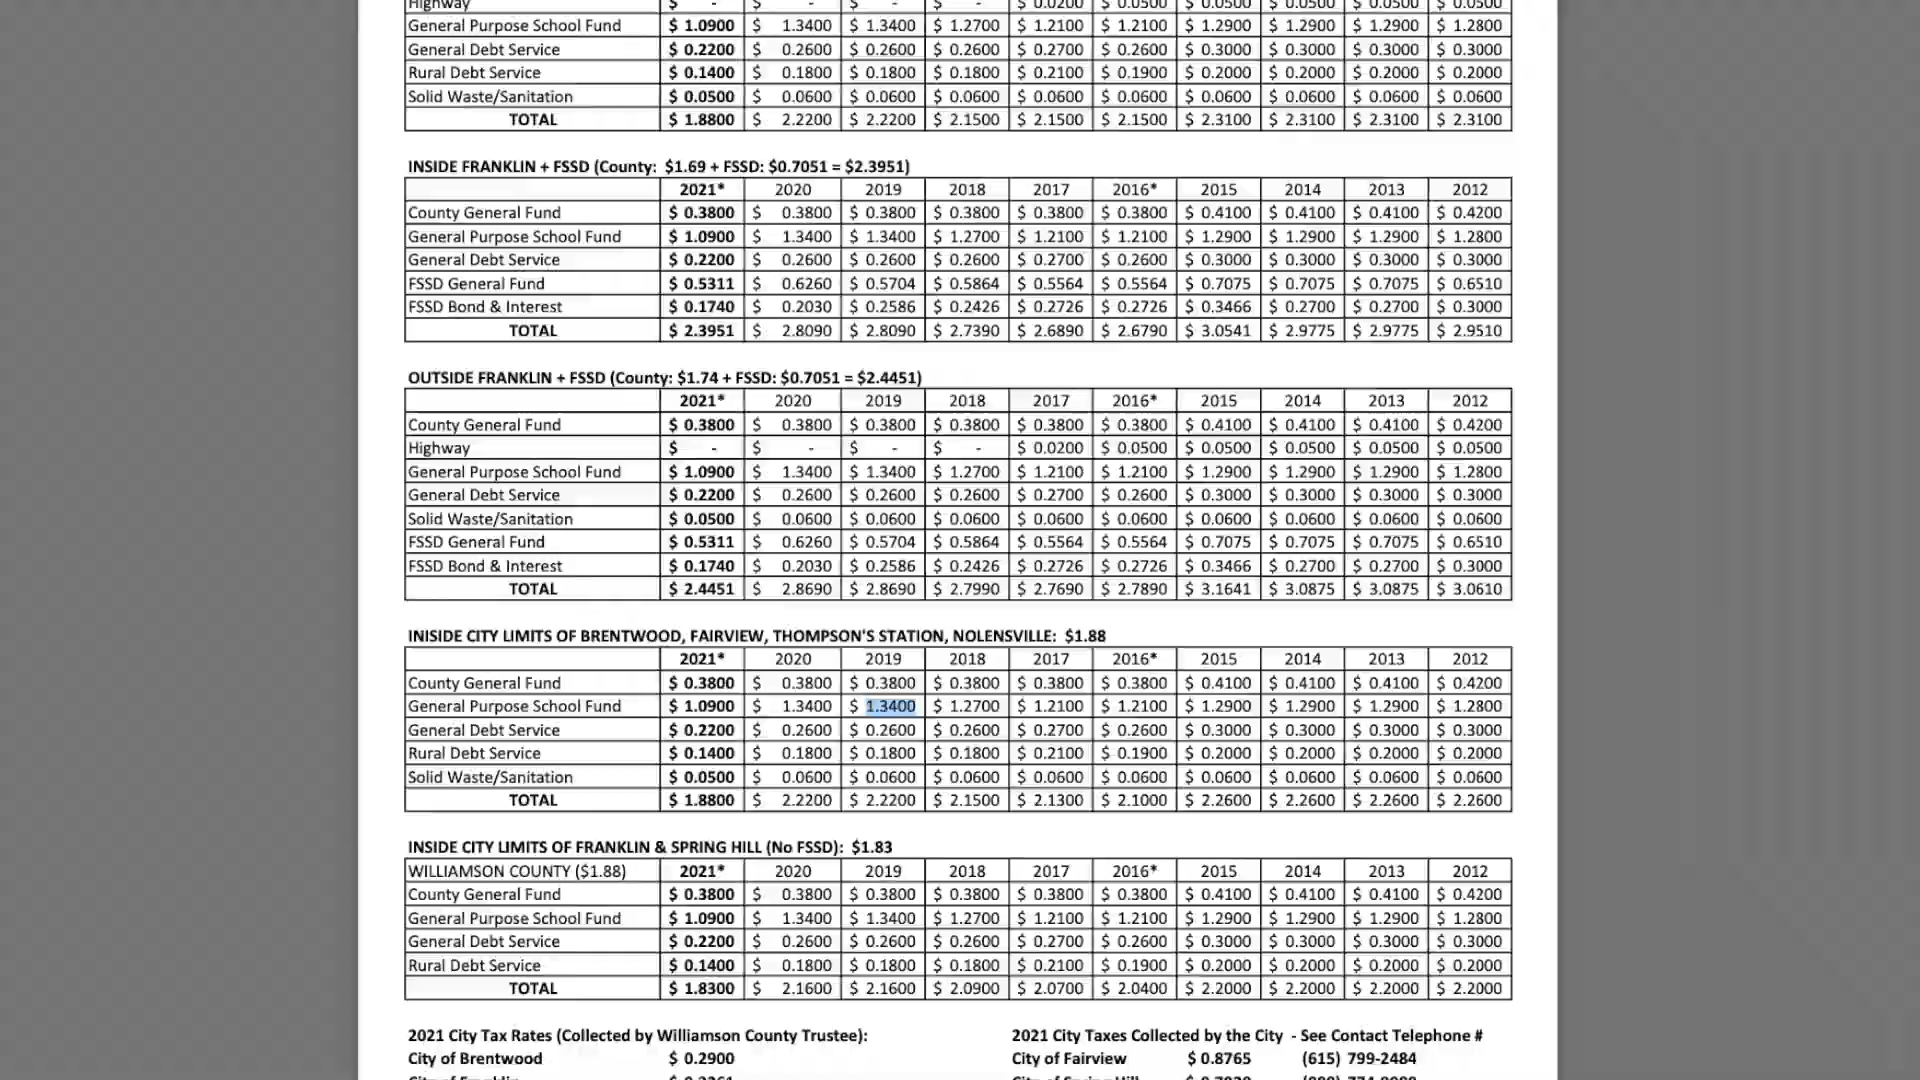 Highway $ - $ - $ - $ - $ 0.0200 $ 0.0500 $ 0.0500 $ 0.0500 $ 0.0500 $ 0.0500
General Purpose School Fund $ 1.0900 $ 1.3400 $ 1.3400 $ 1.2700 $ 1.2100 $ 1.2100 $ 1.2900 $ 1.2900 $ 1.2900 $ 1.2800
General Debt Service $ 0.2200 $ 0.2600 $ 0.2600 $ 0.2600 $ 0.2700 $ 0.2600 $ 0.3000 $ 0.3000 $ 0.3000 $ 0.3000
Rural Debt Service $ 0.1400 $ 0.1800 $ 0.1800 $ 0.1800 $ 0.2100 $ 0.1900 $ 0.2000 $ 0.2000 $ 0.2000 $ 0.2000
Solid Waste/Sanitation $ 0.0500 $ 0.0600 $ 0.0600 $ 0.0600 $ 0.0600 $ 0.0600 $ 0.0600 $ 0.0600 $ 0.0600 $ 0.0600
TOTAL $ 1.8800 $ 2.2200 $ 2.2200 $ 2.1500 $ 2.1500 $ 2.1500 $ 2.3100 $ 2.3100 $ 2.3100 $ 2.3100
INSIDE FRANKLIN + FSSD (County: $1.69 + FSSD: $0.7051 = $2.3951)
2021* 2020 2019 2018 2017 2016* 2015 2014 2013 2012
County General Fund $ 0.3800 $ 0.3800 $ 0.3800 $ 0.3800 $ 0.3800 $ 0.3800 $ 0.4100 $ 0.4100 $ 0.4100 $ 0.4200
General Purpose School Fund $ 1.0900 $ 1.3400 $ 1.3400 $ 1.2700 $ 1.2100 $ 1.2100 $ 1.2900 $ 1.2900 $ 1.2900 $ 1.2800
General Debt Service $ 0.2200 $ 0.2600 $ 0.2600 $ 0.2600 $ 0.2700 $ 0.2600 $ 0.3000 $ 0.3000 $ 0.3000 $ 0.3000
FSSD General Fund $ 0.5311 $ 0.6260 $ 0.5704 $ 0.5864 $ 0.5564 $ 0.5564 $ 0.7075 $ 0.7075 $ 0.7075 $ 0.6510
FSSD Bond & Interest $ 0.1740 $ 0.2030 $ 0.2586 $ 0.2426 $ 0.2726 $ 0.2726 $ 0.3466 $ 0.2700 $ 0.2700 $ 0.3000
TOTAL $ 2.3951 $ 2.8090 $ 2.8090 $ 2.7390 $ 2.6890 $ 2.6790 $ 3.0541 $ 2.9775 $ 2.9775 $ 2.9510
OUTSIDE FRANKLIN + FSSD (County: $1.74 + FSSD: $0.7051 = $2.4451)
2021* 2020 2019 2018 2017 2016* 2015 2014 2013 2012
County General Fund $ 0.3800 $ 0.3800 $ 0.3800 $ 0.3800 $ 0.3800 $ 0.3800 $ 0.4100 $ 0.4100 $ 0.4100 $ 0.4200
Highway $ - $ - $ - $ - $ 0.0200 $ 0.0500 $ 0.0500 $ 0.0500 $ 0.0500 $ 0.0500
General Purpose School Fund $ 1.0900 $ 1.3400 $ 1.3400 $ 1.2700 $ 1.2100 $ 1.2100 $ 1.2900 $ 1.2900 $ 1.2900 $ 1.2800
General Debt Service $ 0.2200 $ 0.2600 $ 0.2600 $ 0.2600 $ 0.2700 $ 0.2600 $ 0.3000 $ 0.3000 $ 0.3000 $ 0.3000
Solid Waste/Sanitation $ 0.0500 $ 0.0600 $ 0.0600 $ 0.0600 $ 0.0600 $ 0.0600 $ 0.0600 $ 0.0600 $ 0.0600 $ 0.0600
FSSD General Fund $ 0.5311 $ 0.6260 $ 0.5704 $ 0.5864 $ 0.5564 $ 0.5564 $ 0.7075 $ 0.7075 $ 0.7075 $ 0.6510
FSSD Bond & Interest $ 0.1740 $ 0.2030 $ 0.2586 $ 0.2426 $ 0.2726 $ 0.2726 $ 0.3466 $ 0.2700 $ 0.2700 $ 0.3000
TOTAL $ 2.4451 $ 2.8690 $ 2.8690 $ 2.7990 $ 2.7690 $ 2.7890 $ 3.1641 $ 3.0875 $ 3.0875 $ 3.0610
INISIDE CITY LIMITS OF BRENTWOOD, FAIRVIEW, THOMPSON'S STATION, NOLENSVILLE: $1.88
2021* 2020 2019 2018 2017 2016* 2015 2014 2013 2012
County General Fund $ 0.3800 $ 0.3800 $ 0.3800 $ 0.3800 $ 0.3800 $ 0.3800 $ 0.4100 $ 0.4100 $ 0.4100 $ 0.4200
General Purpose School Fund $ 1.0900 $ 1.3400 $ 1.3400 $ 1.2700 $ 1.2100 $ 1.2100 $ 1.2900 $ 1.2900 $ 1.2900 $ 1.2800
General Debt Service $ 0.2200 $ 0.2600 $ 0.2600 $ 0.2600 $ 0.2700 $ 0.2600 $ 0.3000 $ 0.3000 $ 0.3000 $ 0.3000
Rural Debt Service $ 0.1400 $ 0.1800 $ 0.1800 $ 0.1800 $ 0.2100 $ 0.1900 $ 0.2000 $ 0.2000 $ 0.2000 $ 0.2000
Solid Waste/Sanitation $ 0.0500 $ 0.0600 $ 0.0600 $ 0.0600 $ 0.0600 $ 0.0600 $ 0.0600 $ 0.0600 $ 0.0600 $ 0.0600
TOTAL $ 1.8800 $ 2.2200 $ 2.2200 $ 2.1500 $ 2.1300 $ 2.1000 $ 2.2600 $ 2.2600 $ 2.2600 $ 2.2600
INSIDE CITY LIMITS OF FRANKLIN & SPRING HILL (No FSSD): $1.83
WILLIAMSON COUNTY ($1.88) 2021* 2020 2019 2018 2017 2016* 2015 2014 2013 2012
County General Fund $ 0.3800 $ 0.3800 $ 0.3800 $ 0.3800 $ 0.3800 $ 0.3800 $ 0.4100 $ 0.4100 $ 0.4100 $ 0.4200
General Purpose School Fund $ 1.0900 $ 1.3400 $ 1.3400 $ 1.2700 $ 1.2100 $ 1.2100 $ 1.2900 $ 1.2900 $ 1.2900 $ 1.2800
General Debt Service $ 0.2200 $ 0.2600 $ 0.2600 $ 0.2600 $ 0.2700 $ 0.2600 $ 0.3000 $ 0.3000 $ 0.3000 $ 0.3000
Rural Debt Service $ 0.1400 $ 0.1800 $ 0.1800 $ 0.1800 $ 0.2100 $ 0.1900 $ 0.2000 $ 0.2000 $ 0.2000 $ 0.2000
TOTAL $ 1.8300 $ 2.1600 $ 2.1600 $ 2.0900 $ 2.0700 $ 2.0400 $ 2.2000 $ 2.2000 $ 2.2000 $ 2.2000
2021 City Tax Rates (Collected by Williamson County Trustee): 2021 City Taxes Collected by the City - See Contact Telephone #
City of Brentwood $ 0.2900 City of Fairview $ 0.8765 (615) 799-2484